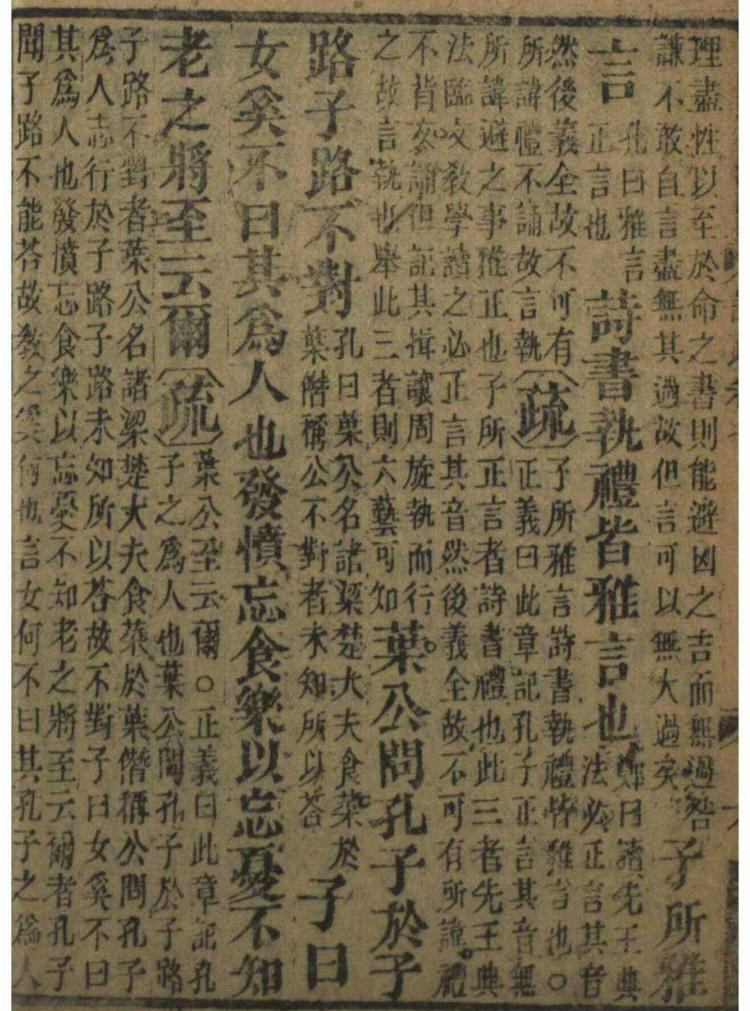 理盡性以至於命之書則能避凶之吉而無過咎
謙不敢自言盡無其過故但言可以無大過矣
子所雅
言
孔曰雅言
正言也
詩書執禮皆雅言也
鄭曰讀先王典
法必正言其音
然後義全故不可有
所諱禮不誦故言執
疏
子所雅言詩書執禮皆雅言也○
正義曰此章記孔子正言其音無
所諱避之事雅正也子所正言者詩書禮也此三者先王典
法臨文教學讀之必正言其音然後義全故不可有所諱禮
不背文誦但記其揖讓周旋執而行
之故言執也舉此三者則六藝可知
葉公問孔子於子
路子路不對
孔曰葉公名諸梁楚大夫食菜於
葉僭稱公不對者未知所以荅
子曰
女奚不曰其爲人也發憤忘食樂以忘憂不知
老之將至云爾
疏
葉公至云爾○正義曰此章記孔
子之爲人也葉公問孔子於子路
子路不對者葉公名諸梁楚大夫食菜於葉僭稱公問孔子
爲人志行於子路子路未知所以荅故不對子曰女奚不曰
其爲人也發憤忘食樂以忘憂不知老之將至云爾者孔子
聞子路不能荅故教之奚何也言女何不曰其孔子之爲人